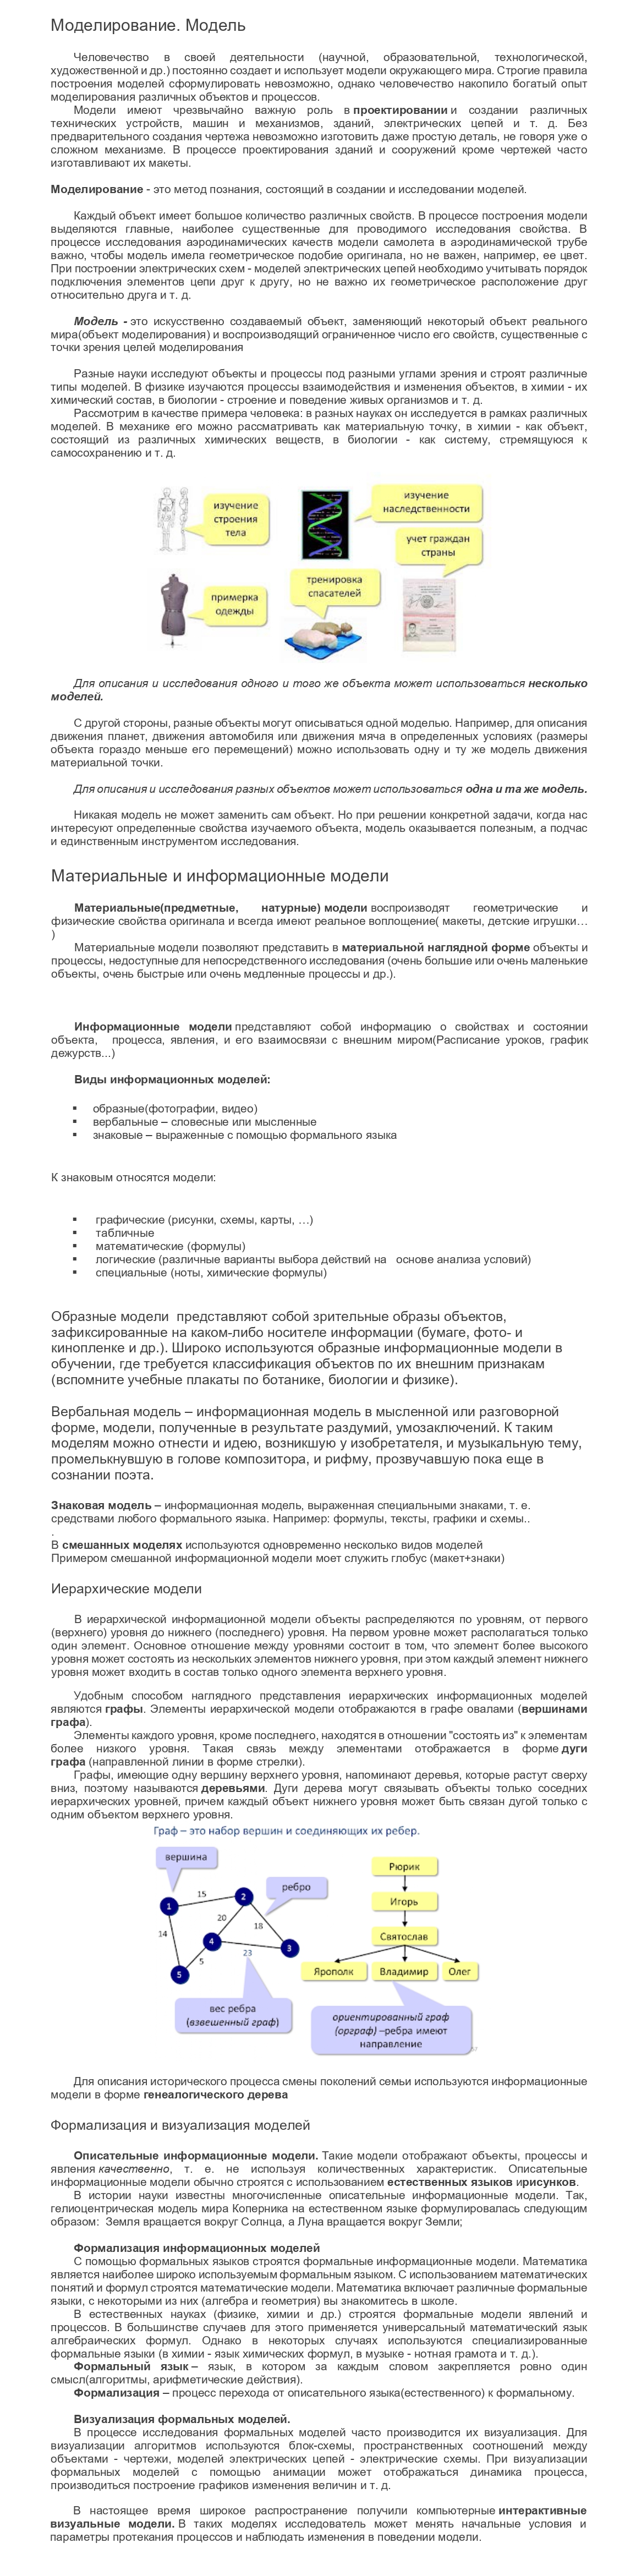 Моделирование. Модель
Человечество в своей деятельности (научной, образовательной, технологической,
художественной и др.) постоянно создает и использует модели окружающего мира. Строгие правила
построения моделей сформулировать невозможно, однако человечество накопило богатый опыт
моделирования различных объектов и процессов.
Модели имеют чрезвычайно важную роль в проектировании и создании различных
технических устройств, машин и механизмов, зданий, электрических цепей и т. д. Без
предварительного создания чертежа невозможно изготовить даже простую деталь, не говоря уже о
сложном механизме. В процессе проектирования зданий и сооружений кроме чертежей часто
изготавливают их макеты.
Моделирование - это метод познания, состоящий в создании и исследовании моделей.
Каждый объект имеет большое количество различных свойств. В процессе построения модели
выделяются главные, наиболее существенные для проводимого исследования свойства. В
процессе исследования аэродинамических качеств модели самолета в аэродинамической трубе
важно, чтобы модель имела геометрическое подобие оригинала, но не важен, например, ее цвет.
При построении электрических схем - моделей электрических цепей необходимо учитывать порядок
подключения элементов цепи друг к другу, но не важно их геометрическое расположение друг
относительно друга и т. д.
Модель - это искусственно создаваемый объект, заменяющий некоторый объект реального
мира(объект моделирования) и воспроизводящий ограниченное число его свойств, существенные с
точки зрения целей моделирования
Разные науки исследуют объекты и процессы под разными углами зрения и строят различные
типы моделей. В физике изучаются процессы взаимодействия и изменения объектов, в химии - их
химический состав, в биологии - строение и поведение живых организмов и т. д.
Рассмотрим в качестве примера человека: в разных науках он исследуется в рамках различных
моделей. В механике его можно рассматривать как материальную точку, в химии - как объект,
состоящий из различных химических веществ, в биологии - как систему, стремящуюся к
самосохранению и т. д.
изучение
строения
тела
изучение
наследственности
учет граждан
страны
примерка
одежды
тренировка
спасателей
Для описания и исследования одного и того же объекта может использоваться несколько
моделей.
С другой стороны, разные объекты могут описываться одной моделью. Например, для описания
движения планет, движения автомобиля или движения мяча в определенных условиях (размеры
объекта гораздо меньше его перемещений) можно использовать одну и ту же модель движения
материальной точки.
Для описания и исследования разных объектов может использоваться одна и та же модель.
Никакая модель не может заменить сам объект. Но при решении конкретной задачи, когда нас
интересуют определенные свойства изучаемого объекта, модель оказывается полезным, а подчас
и единственным инструментом исследования.
Материальные и информационные модели
Материальные(предметные, натурные) модели воспроизводят геометрические и
физические свойства оригинала и всегда имеют реальное воплощение( макеты, детские игрушки…
)
Материальные модели позволяют представить в материальной наглядной форме объекты и
процессы, недоступные для непосредственного исследования (очень большие или очень маленькие
объекты, очень быстрые или очень медленные процессы и др.).
Информационные модели представляют собой информацию о свойствах и состоянии
объекта, процесса, явления, и его взаимосвязи с внешним миром(Расписание уроков, график
дежурств...)
Виды информационных моделей:
▪ образные(фотографии, видео)
▪ вербальные – словесные или мысленные
▪ знаковые – выраженные с помощью формального языка
К знаковым относятся модели:
▪ графические (рисунки, схемы, карты, …)
▪ табличные
▪ математические (формулы)
▪ логические (различные варианты выбора действий на основе анализа условий)
▪ специальные (ноты, химические формулы)
Образные модели представляют собой зрительные образы объектов,
зафиксированные на каком-либо носителе информации (бумаге, фото- и
кинопленке и др.). Широко используются образные информационные модели в
обучении, где требуется классификация объектов по их внешним признакам
(вспомните учебные плакаты по ботанике, биологии и физике).
Вербальная модель – информационная модель в мысленной или разговорной
форме, модели, полученные в результате раздумий, умозаключений. К таким
моделям можно отнести и идею, возникшую у изобретателя, и музыкальную тему,
промелькнувшую в голове композитора, и рифму, прозвучавшую пока еще в
сознании поэта.
Знаковая модель – информационная модель, выраженная специальными знаками, т. е.
средствами любого формального языка. Например: формулы, тексты, графики и схемы..
.
В смешанных моделях используются одновременно несколько видов моделей
Примером смешанной информационной модели моет служить глобус (макет+знаки)
Иерархические модели
В иерархической информационной модели объекты распределяются по уровням, от первого
(верхнего) уровня до нижнего (последнего) уровня. На первом уровне может располагаться только
один элемент. Основное отношение между уровнями состоит в том, что элемент более высокого
уровня может состоять из нескольких элементов нижнего уровня, при этом каждый элемент нижнего
уровня может входить в состав только одного элемента верхнего уровня.
Удобным способом наглядного представления иерархических информационных моделей
являются графы. Элементы иерархической модели отображаются в графе овалами (вершинами
графа).
Элементы каждого уровня, кроме последнего, находятся в отношении "состоять из" к элементам
более низкого уровня. Такая связь между элементами отображается в форме дуги
графа (направленной линии в форме стрелки).
Графы, имеющие одну вершину верхнего уровня, напоминают деревья, которые растут сверху
вниз, поэтому называются деревьями. Дуги дерева могут связывать объекты только соседних
иерархических уровней, причем каждый объект нижнего уровня может быть связан дугой только с
одним объектом верхнего уровня.
Граф – это набор вершин и соединяющих их ребер.
вершина
ребро
1
15
2
14
20
18
4
3
5
23
5
вес ребра
(взвешенный граф)
Рюрик
Игорь
Святослав
Ярополк
Владимир
Олег
ориентированный граф
(орграф) –ребра имеют
направление
Для описания исторического процесса смены поколений семьи используются информационные
модели в форме генеалогического дерева
Формализация и визуализация моделей
Описательные информационные модели. Такие модели отображают объекты, процессы и
явления качественно, т. е. не используя количественных характеристик. Описательные
информационные модели обычно строятся с использованием естественных языков ирисунков.
В истории науки известны многочисленные описательные информационные модели. Так,
гелиоцентрическая модель мира Коперника на естественном языке формулировалась следующим
образом: Земля вращается вокруг Солнца, а Луна вращается вокруг Земли;
Формализация информационных моделей
С помощью формальных языков строятся формальные информационные модели. Математика
является наиболее широко используемым формальным языком. С использованием математических
понятий и формул строятся математические модели. Математика включает различные формальные
языки, с некоторыми из них (алгебра и геометрия) вы знакомитесь в школе.
В естественных науках (физике, химии и др.) строятся формальные модели явлений и
процессов. В большинстве случаев для этого применяется универсальный математический язык
алгебраических формул. Однако в некоторых случаях используются специализированные
формальные языки (в химии - язык химических формул, в музыке - нотная грамота и т. д.).
Формальный язык – язык, в котором за каждым словом закрепляется ровно один
смысл(алгоритмы, арифметические действия).
Формализация – процесс перехода от описательного языка(естественного) к формальному.
Визуализация формальных моделей.
В процессе исследования формальных моделей часто производится их визуализация. Для
визуализации алгоритмов используются блок-схемы, пространственных соотношений между
объектами - чертежи, моделей электрических цепей - электрические схемы. При визуализации
формальных моделей с помощью анимации может отображаться динамика процесса,
производиться построение графиков изменения величин и т. д.
В настоящее время широкое распространение получили компьютерные интерактивные
визуальные модели. В таких моделях исследователь может менять начальные условия и
параметры протекания процессов и наблюдать изменения в поведении модели.